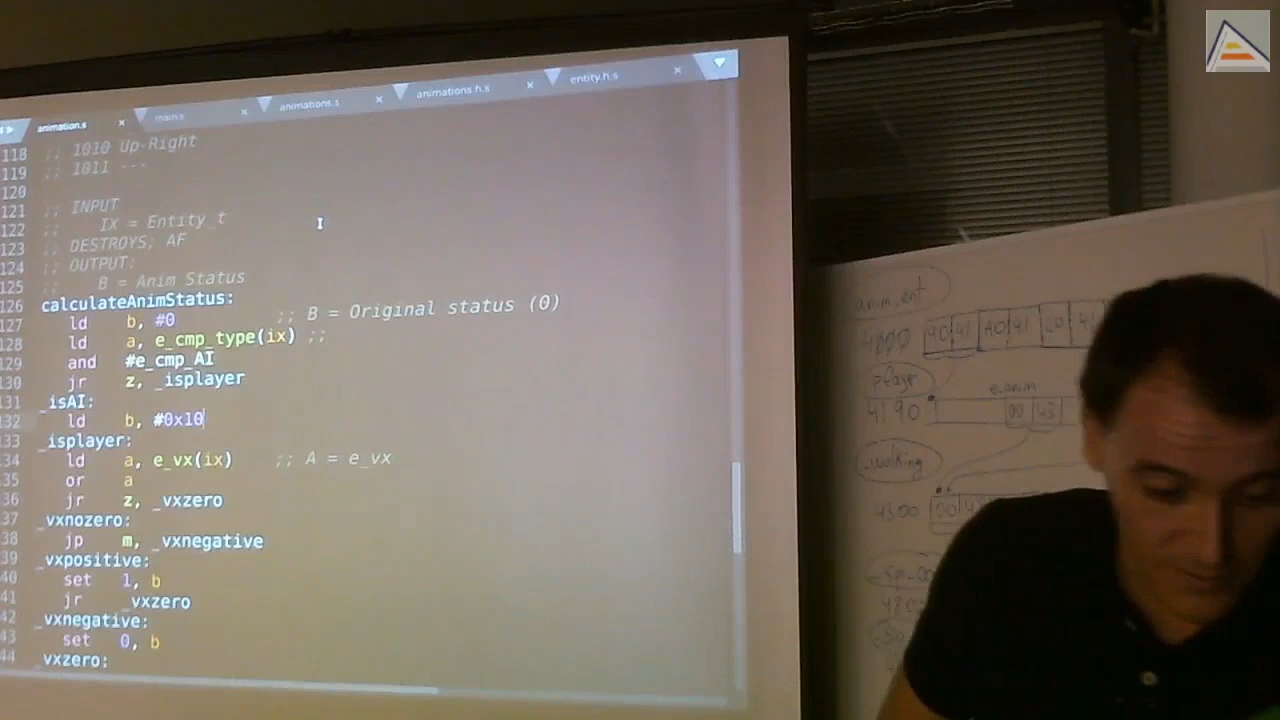 animation.s × main.s × animations.s × animations.h.s × entity.h.s ×
118 ;; 1010 Up-Right
119 ;; 1011 ---
120
121 ;; INPUT
122 ;; IX = Entity_t
123 ;; DESTROYS; AF
124 ;; OUTPUT:
125 ;; B = Anim Status
126 calculateAnimStatus:
127 ld b, #0 ;; B = Original status (0)
128 ld a, e_cmp_type(ix) ;;
129 and #e_cmp_AI
130 jr z, _isplayer
131 _isAI:
132 ld b, #0x10
133 _isplayer:
34 ld a, e_vx(ix) ;; A = e_vx
35 or a
36 jr z, _vxzero
37 _vxnozero:
38 jp m, _vxnegative
39 _vxpositive:
40 set 1, b
41 jr _vxzero
42 _vxnegative:
43 set 0, b
44 _vxzero:
anim_ent
4000
player
e_anim
4190
00 43
walking
4300